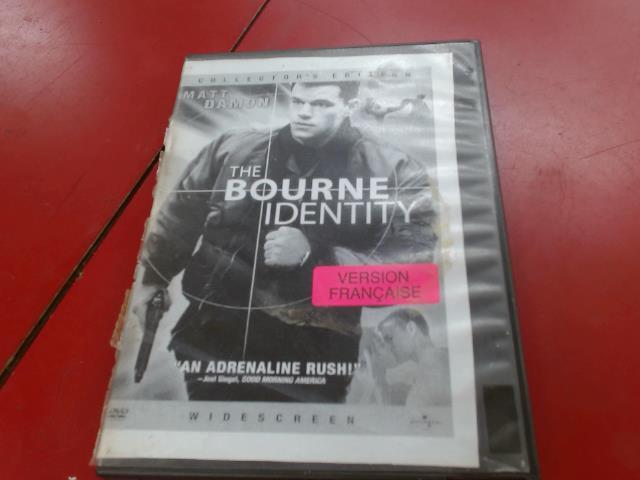 COLLECTOR'S EDITION
MATT
DAMON
THE
BOURNE
IDENTITY
VERSION
FRANÇAISE
"AN ADRENALINE RUSH!"
—Joel Siegel, GOOD MORNING AMERICA
DVD
WIDESCREEN